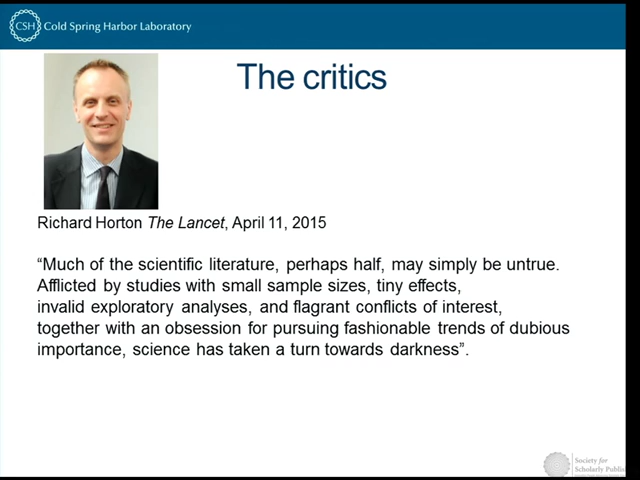 CSH Cold Spring Harbor Laboratory
The critics
Richard Horton The Lancet, April 11, 2015
“Much of the scientific literature, perhaps half, may simply be untrue.
Afflicted by studies with small sample sizes, tiny effects,
invalid exploratory analyses, and flagrant conflicts of interest,
together with an obsession for pursuing fashionable trends of dubious
importance, science has taken a turn towards darkness”.
Society for
Scholarly Publis